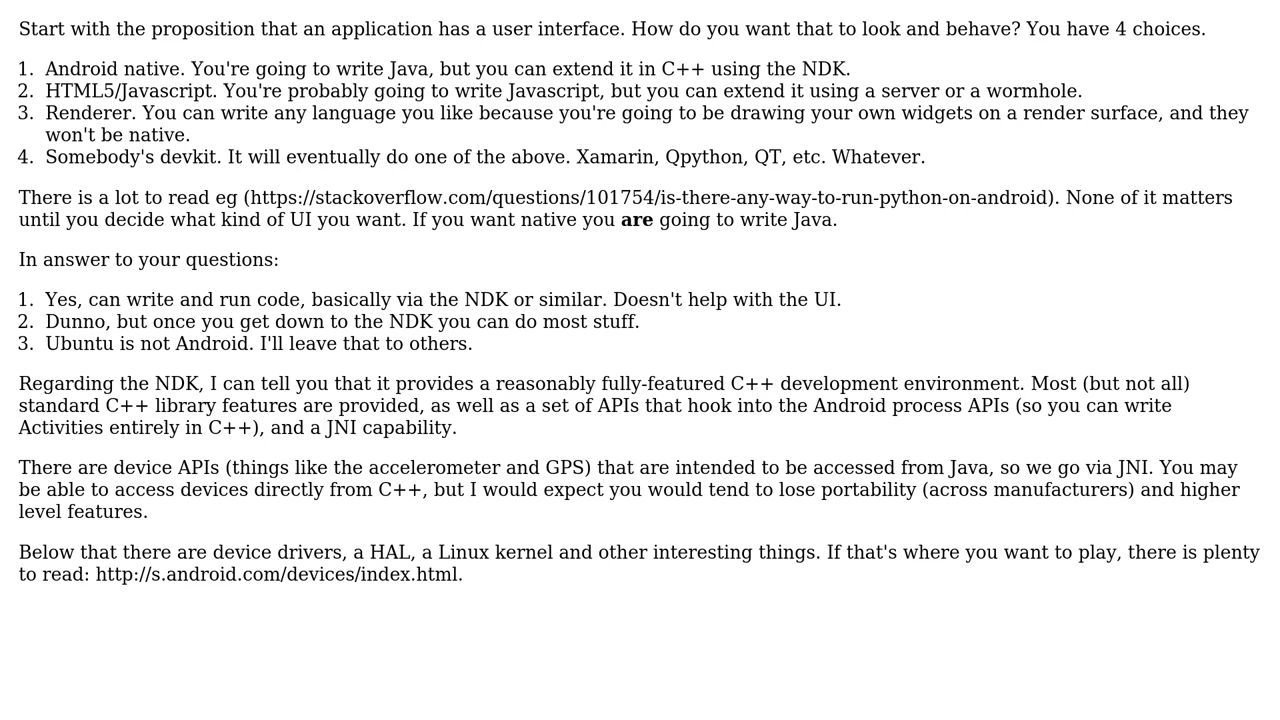 Start with the proposition that an application has a user interface. How do you want that to look and behave? You have 4 choices.
1. Android native. You're going to write Java, but you can extend it in C++ using the NDK.
2. HTML5/Javascript. You're probably going to write Javascript, but you can extend it using a server or a wormhole.
3. Renderer. You can write any language you like because you're going to be drawing your own widgets on a render surface, and they
won't be native.
4. Somebody's devkit. It will eventually do one of the above. Xamarin, Qpython, QT, etc. Whatever.
There is a lot to read eg (https://stackoverflow.com/questions/101754/is-there-any-way-to-run-python-on-android). None of it matters
until you decide what kind of UI you want. If you want native you are going to write Java.
In answer to your questions:
1. Yes, can write and run code, basically via the NDK or similar. Doesn't help with the UI.
2. Dunno, but once you get down to the NDK you can do most stuff.
3. Ubuntu is not Android. I'll leave that to others.
Regarding the NDK, I can tell you that it provides a reasonably fully-featured C++ development environment. Most (but not all)
standard C++ library features are provided, as well as a set of APIs that hook into the Android process APIs (so you can write
Activities entirely in C++), and a JNI capability.
There are device APIs (things like the accelerometer and GPS) that are intended to be accessed from Java, so we go via JNI. You may
be able to access devices directly from C++, but I would expect you would tend to lose portability (across manufacturers) and higher
level features.
Below that there are device drivers, a HAL, a Linux kernel and other interesting things. If that's where you want to play, there is plenty
to read: http://s.android.com/devices/index.html.